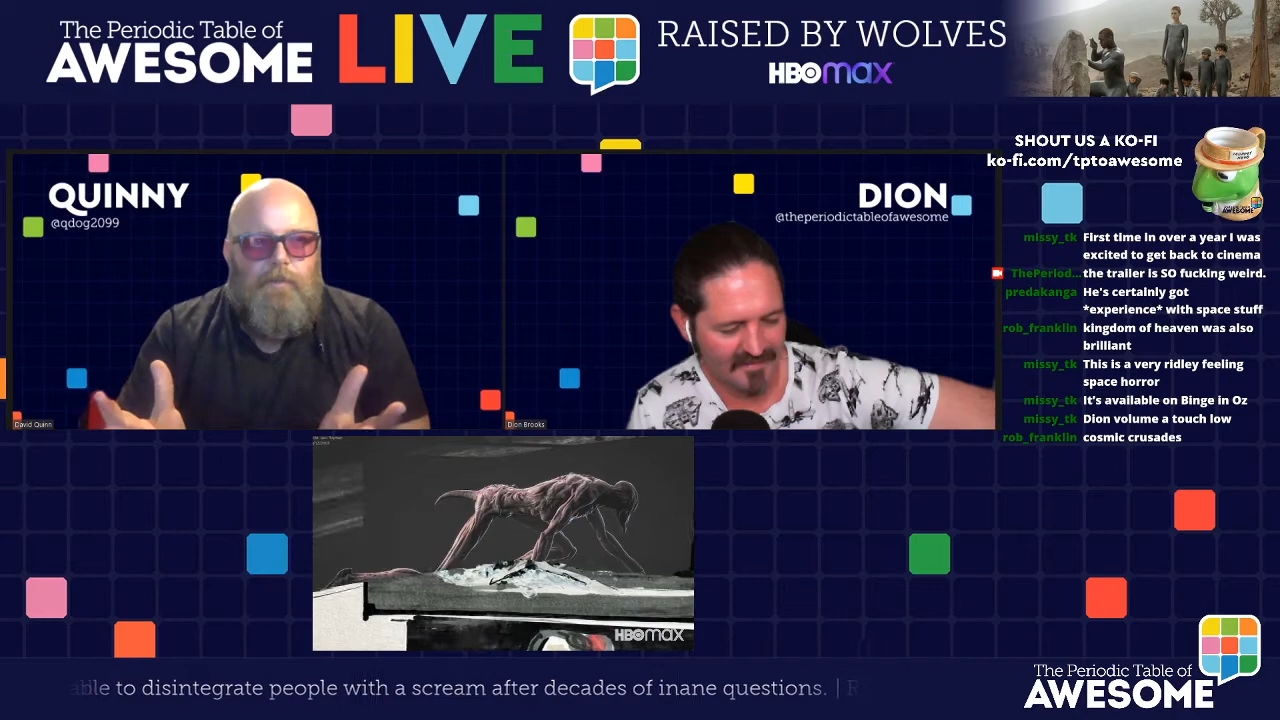 The Periodic Table of
AWESOME
LIVE
RAISED BY WOLVES
HBOmax
SHOUT US A KO-FI
ko-fi.com/tptoawesome
QUINNY
@qdog2099
David Quinn
DION
@theperiodictableofawesome
Dion Brooks
missy_tk First time in over a year I was
excited to get back to cinema
ThePeriod... the trailer is SO fucking weird.
predakanga He's certainly got
*experience* with space stuff
rob_franklin kingdom of heaven was also
brilliant
missy_tk This is a very ridley feeling
space horror
missy_tk It's available on Binge in Oz
missy_tk Dion volume a touch low
rob_franklin cosmic crusades
HBOmax
able to disintegrate people with a scream after decades of inane questions. | R
The Periodic Table of
AWESOME